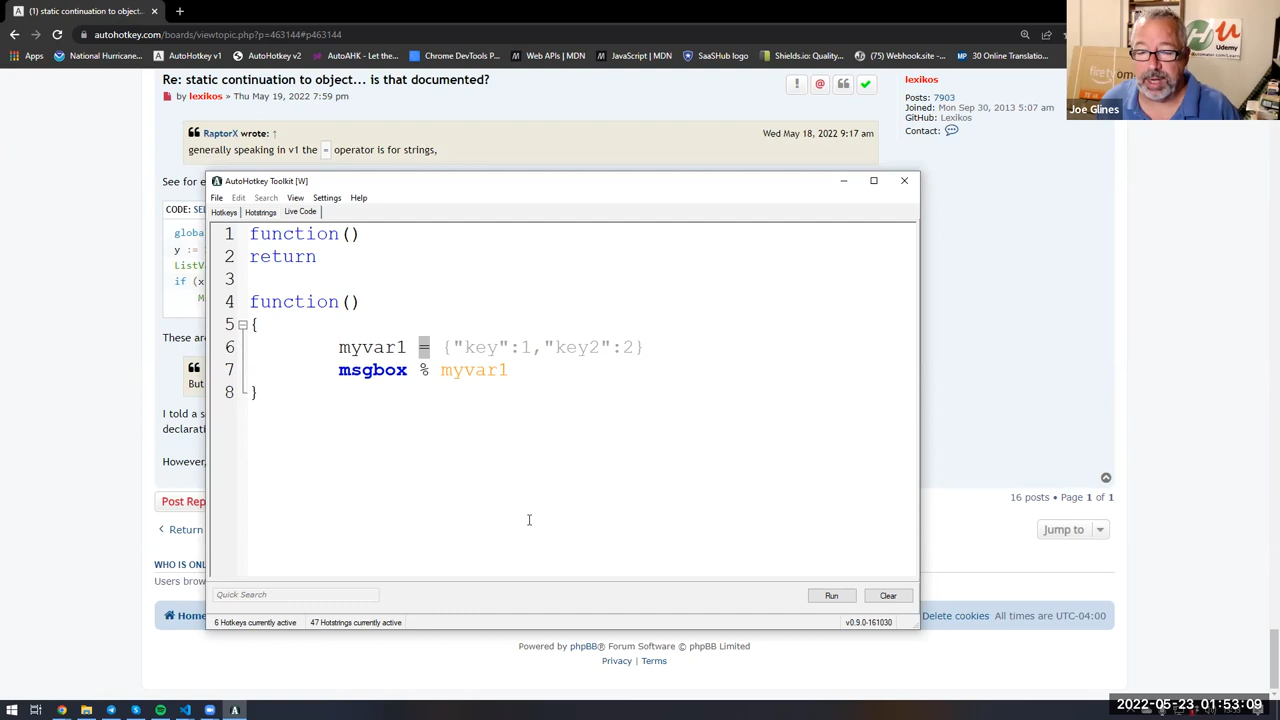 (1) static continuation to object...
autohotkey.com/boards/viewtopic.php?p=463144#p463144
Apps
National Hurricane...
AutoAHK - Let the...
Chrome Extension T...
Web APIs | MDN
JavaScript | MDN
SaaSHub logo
Shields.io: Quality...
(5) Webhook.site -...
30 Online Translatio...
Udemy
Joe Glines
Re: static continuation to object... is that documented?
by lexikos » Thu May 19, 2022 7:59 pm
RaptorX wrote: ↑
Wed May 18, 2022 9:17 am
generally speaking in v1 the = operator is for strings,
lexikos
Posts: 7903
Joined: Mon Sep 30, 2013 5:07 am
GitHub: Lexikos
Contact:
See for e
CODE: SEL
globa
y :=
ListVa
if (x
M
These are
But
I told a s
declarati
However,
AutoHotkey Toolkit [W]
File Edit Search View Settings Help
Hotkeys Hotstrings Live Code
1 function()
2 return
3
4 function()
5 {
6 myvar1 = {"key":1,"key2":2}
7 msgbox % myvar1
8 }
Quick Search
Run Clear
6 Hotkeys currently active 47 Hotstrings currently active v0.9.0-161030
Post Rep
16 posts • Page 1 of 1
Return
Jump to
WHO IS ONL
Users brow
Home
Delete cookies All times are UTC-04:00
Powered by phpBB® Forum Software © phpBB Limited
Privacy | Terms
2022-05-23 01:53:09